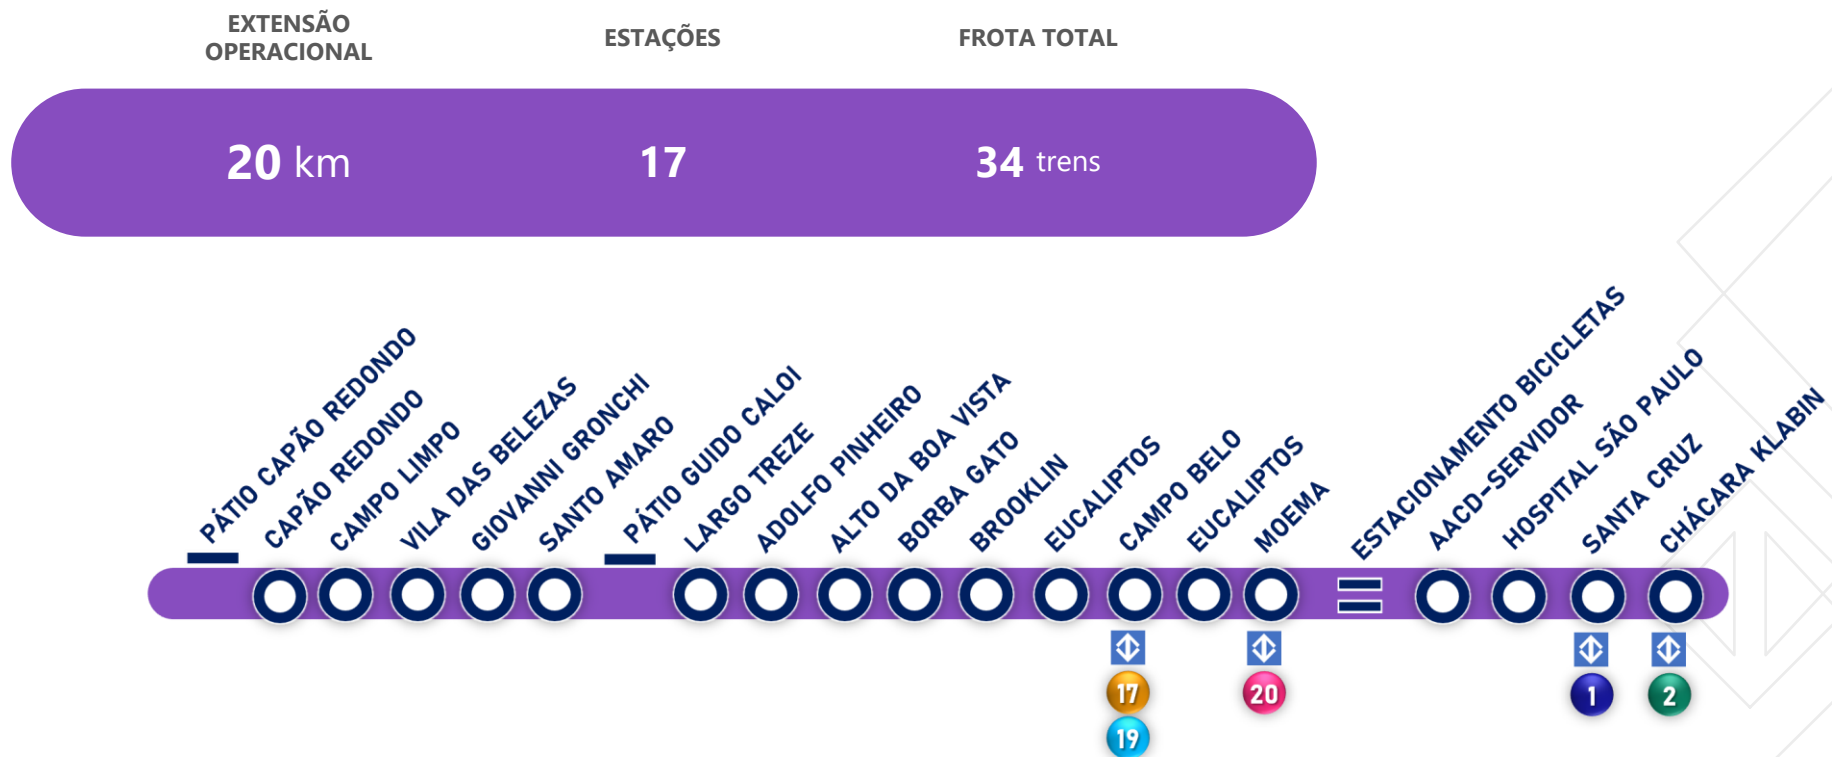 EXTENSÃO
OPERACIONAL
ESTAÇÕES
FROTA TOTAL
20 km
17
34 trens
PÁTIO CAPÃO REDONDO
CAPÃO REDONDO
CAMPO LIMPO
VILA DAS BELEZAS
GIOVANNI GRONCHI
SANTO AMARO
PÁTIO GUIDO CALOI
LARGO TREZE
ADOLFO PINHEIRO
ALTO DA BOA VISTA
BORBA GATO
BROOKLIN
EUCALIPTOS
CAMPO BELO
EUCALIPTOS
MOEMA
ESTACIONAMENTO BICICLETAS
AACD-SERVIDOR
HOSPITAL SÃO PAULO
SANTA CRUZ
CHÁCARA KLABIN
17
19
20
1
2